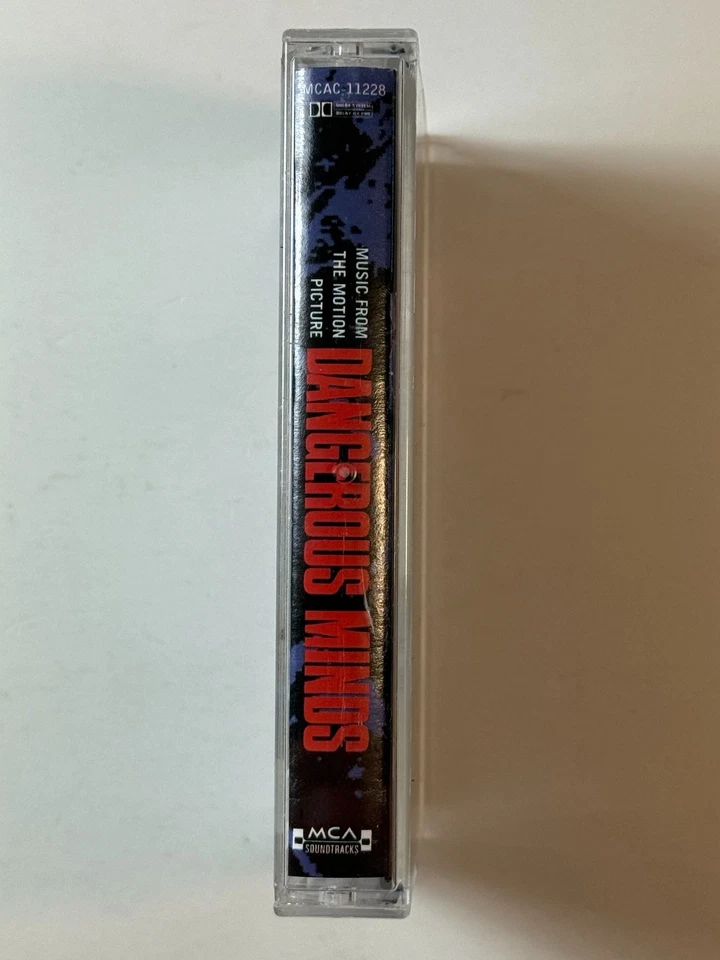 MCAC-11228
MUSIC FROM
THE MOTION
PICTURE
DANGEROUS MINDS
MCA
SOUNDTRACKS